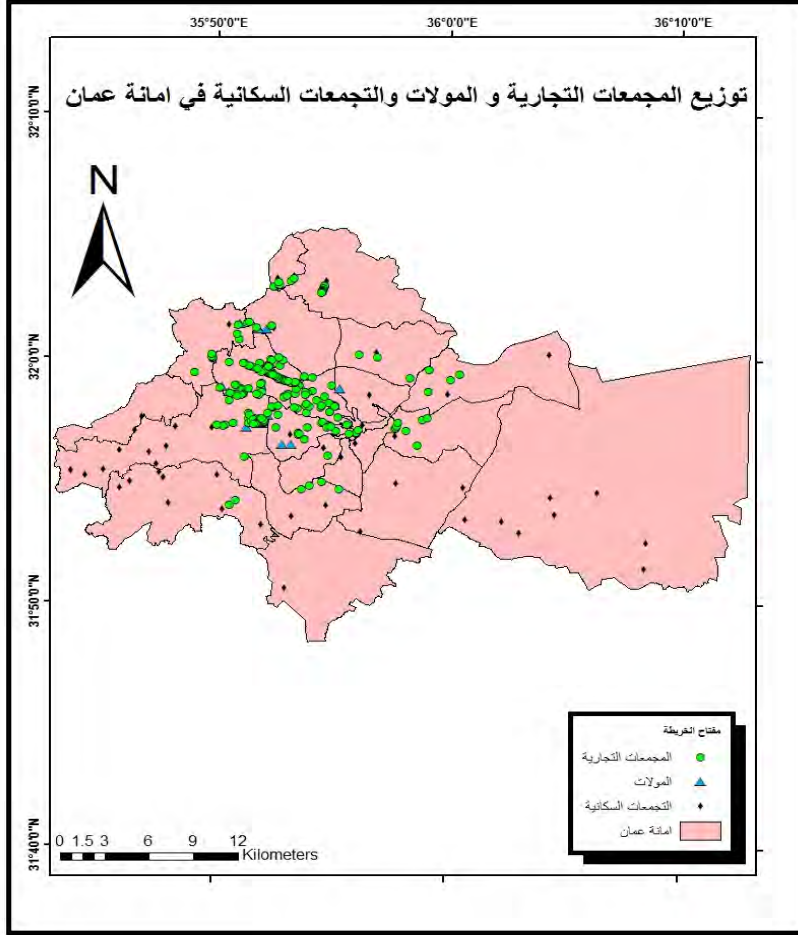 35°50'0"E 36°0'0"E 36°10'0"E
توزيع المجمعات التجارية و المولات والتجمعات السكانية في امانة عمان
32°10'0"N
N
32°0'0"N
31°50'0"N
31°40'0"N
مفتاح الخريطة
المجمعات التجارية
المولات
التجمعات السكانية
امانة عمان
0 1.5 3 6 9 12
Kilometers